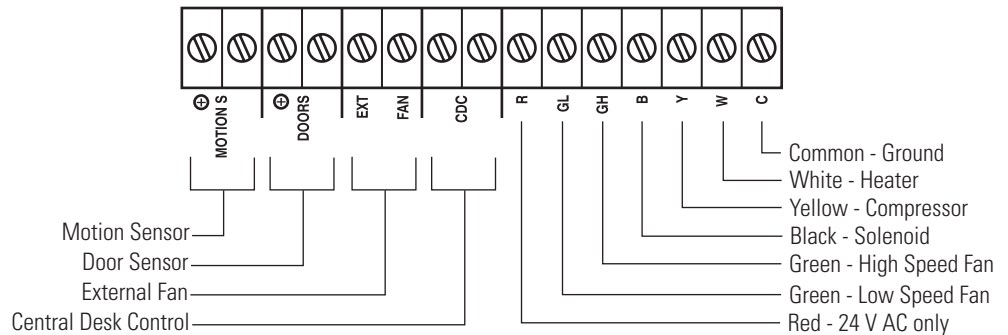 MOTION S
DOORS
EXT
FAN
CDC
R
GL
GH
B
Y
W
C
Common - Ground
White - Heater
Yellow - Compressor
Black - Solenoid
Green - High Speed Fan
Green - Low Speed Fan
Red - 24 V AC only
Motion Sensor
Door Sensor
External Fan
Central Desk Control